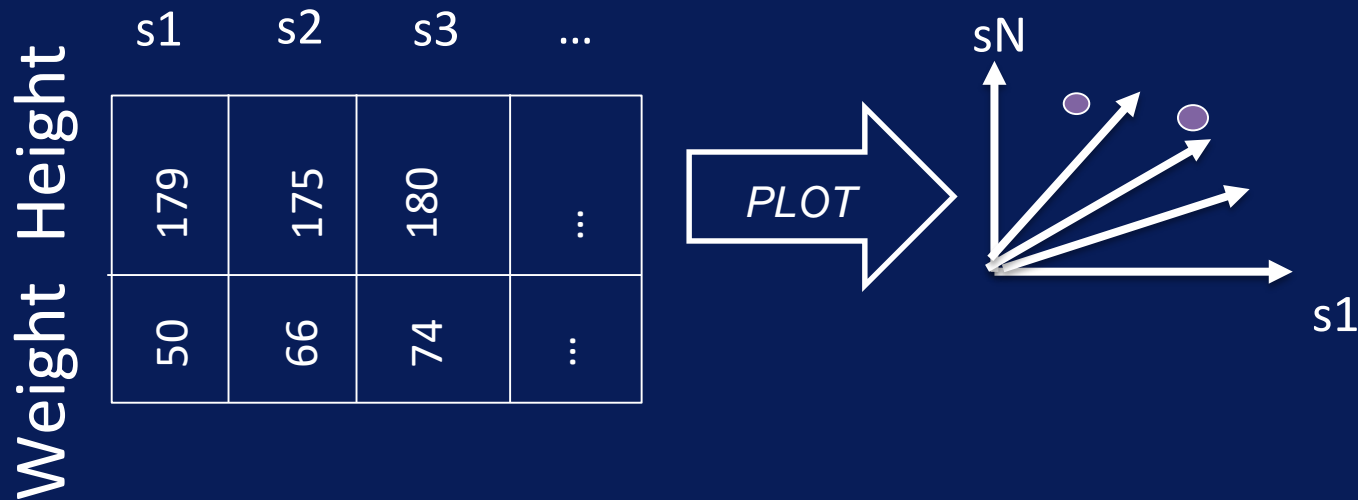 s1 s2 s3 ...
Height 179 175 180 ...
Weight 50 66 74 ...
PLOT
sN
s1